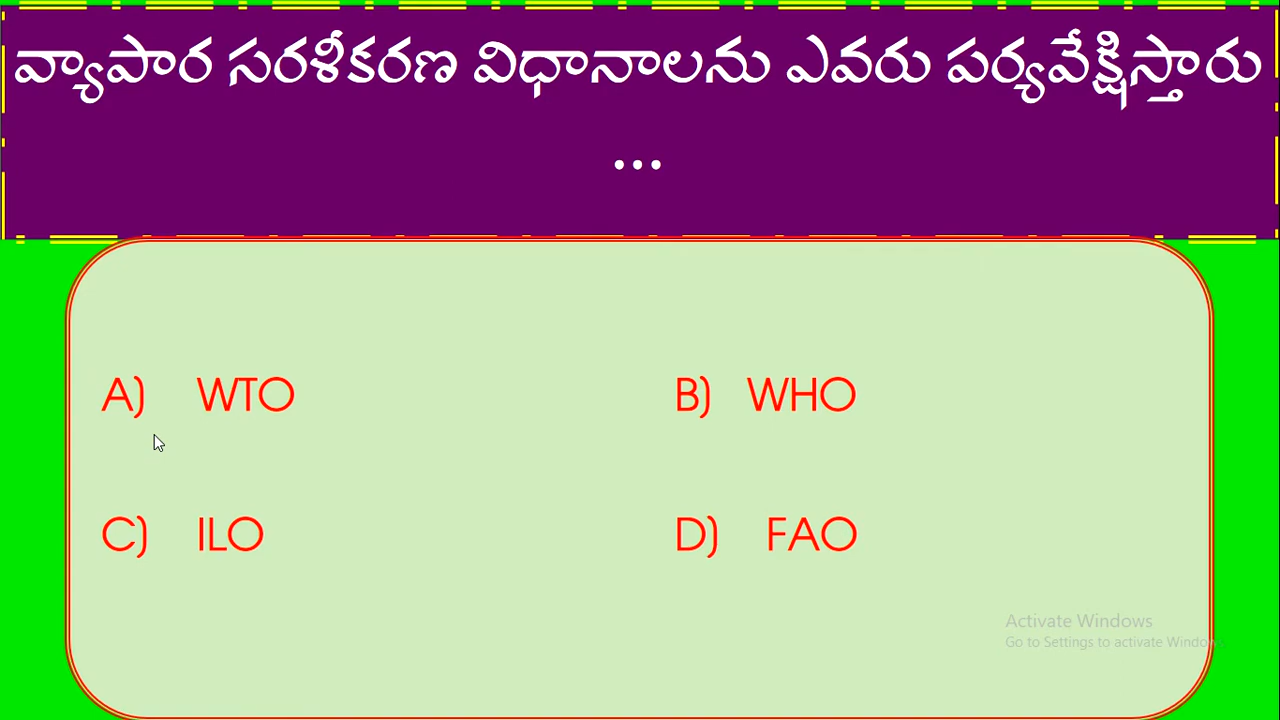 వ్యాపార సరళీకరణ విధానాలను ఎవరు పర్యవేక్షిస్తారు
...
A) WTO
B) WHO
C) ILO
D) FAO
Activate Windows
Go to Settings to activate Windows.